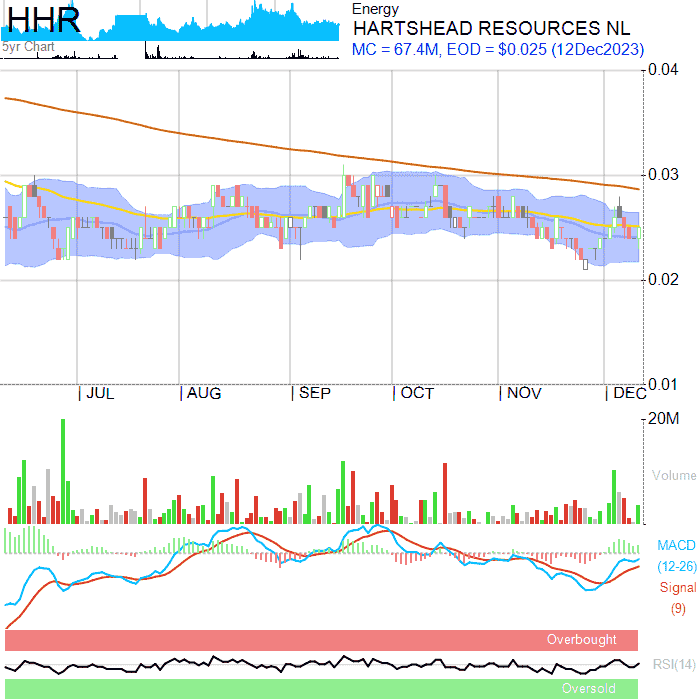 HHR
5yr Chart
Energy
HARTSHEAD RESOURCES NL
MC = 67.4M, EOD = $0.025 (12Dec2023)
0.04
0.03
0.02
0.01
JUL AUG SEP OCT NOV DEC
20M
Volume
MACD
(12-26)
Signal
(9)
Overbought
RSI(14)
Oversold